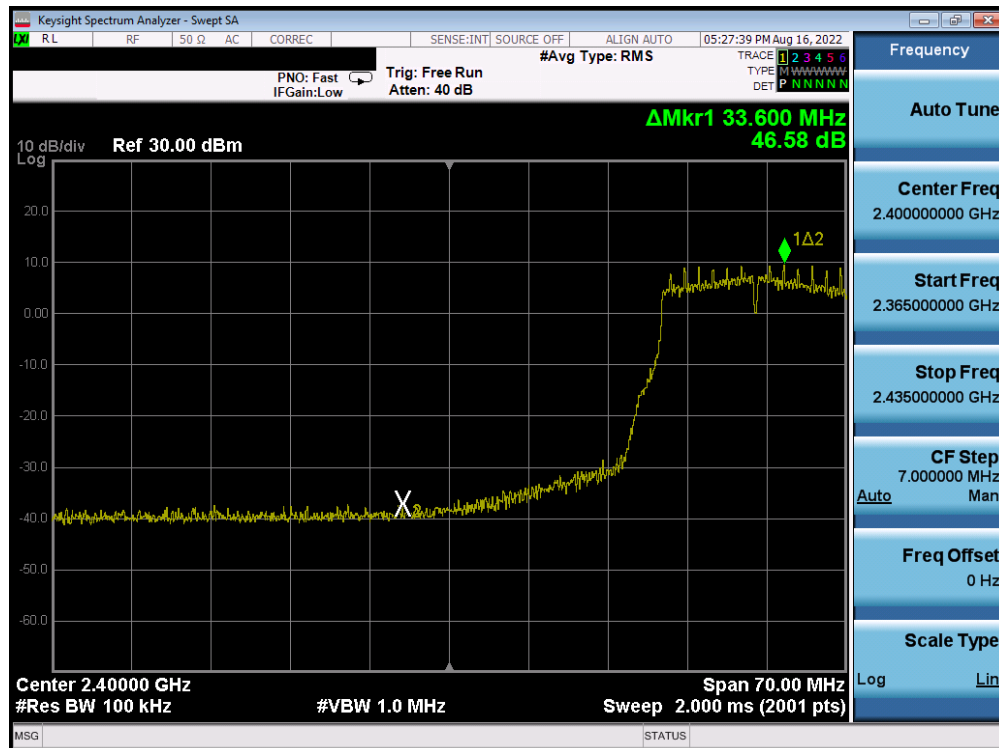 Keysight Spectrum Analyzer - Swept SA
LXI RL RF 50 Ω AC CORREC SENSE:INT SOURCE OFF ALIGN AUTO 05:27:39 PM Aug 16, 2022
#Avg Type: RMS
TRACE 1 2 3 4 5 6
PNO: Fast Trig: Free Run
TYPE M WWWWW
IFGain:Low Atten: 40 dB
DET P N N N N N
ΔMkr1 33.600 MHz
46.58 dB
10 dB/div Ref 30.00 dBm
Log
20.0
10.0
0.00
-10.0
-20.0
-30.0
-40.0
-50.0
-60.0
1Δ2
X2
Center 2.40000 GHz Span 70.00 MHz
#Res BW 100 kHz #VBW 1.0 MHz Sweep 2.000 ms (2001 pts)
MSG STATUS
Frequency
Auto Tune
Center Freq
2.400000000 GHz
Start Freq
2.365000000 GHz
Stop Freq
2.435000000 GHz
CF Step
7.000000 MHz
Auto Man
Freq Offset
0 Hz
Scale Type
Log Lin